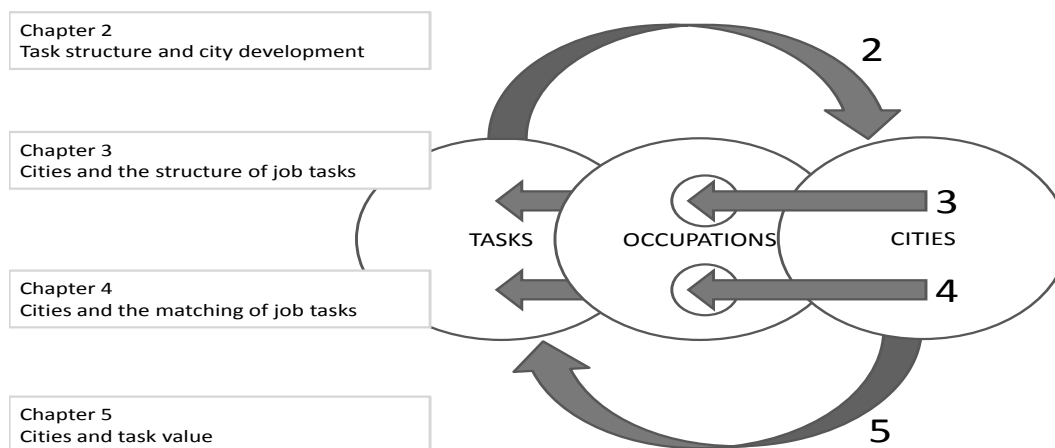 Chapter 2
Task structure and city development
2
Chapter 3
Cities and the structure of job tasks
3
TASKS
OCCUPATIONS
CITIES
Chapter 4
Cities and the matching of job tasks
4
Chapter 5
Cities and task value
5